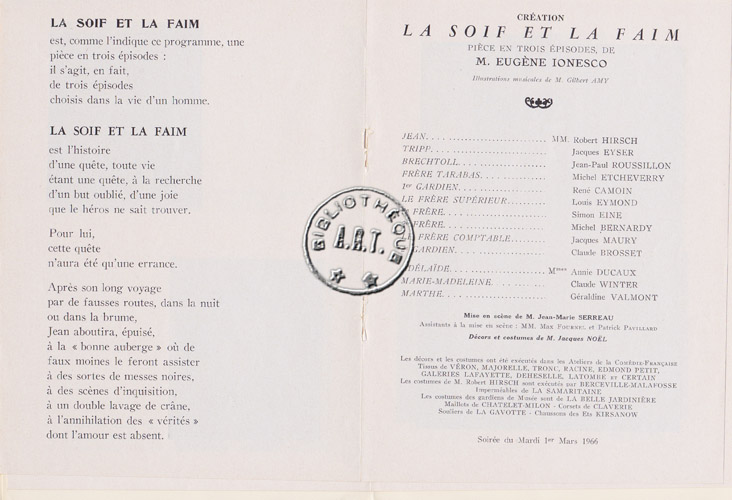 LA SOIF ET LA FAIM
est, comme l'indique ce programme, une
pièce en trois épisodes :
il s'agit, en fait,
de trois épisodes
choisis dans la vie d'un homme.
LA SOIF ET LA FAIM
est l'histoire
d'une quête, toute vie
étant une quête, à la recherche
d'un but oublié, d'une joie
que le héros ne sait trouver.
Pour lui,
cette quête
n'aura été qu'une errance.
Après son long voyage
par de fausses routes, dans la nuit
ou dans la brume,
Jean aboutira, épuisé,
à la « bonne auberge » où de
faux moines le feront assister
à des sortes de messes noires,
à des scènes d'inquisition,
à un double lavage de crâne,
à l'annihilation des « vérités »
dont l'amour est absent.
BIBLIOTHÈQUE
A.R.T.
CRÉATION
LA SOIF ET LA FAIM
PIÈCE EN TROIS ÉPISODES, DE
M. EUGÈNE IONESCO
Illustrations musicales de M. Gilbert AMY
JEAN. . . . . . . . . . . . . . . . . . . . MM. Robert HIRSCH
TRIPP. . . . . . . . . . . . . . . . . . . . Jacques EYSER
BRECHTOLL. . . . . . . . . . . . . . . . . . . . Jean-Paul ROUSSILLON
FRÈRE TARABAS. . . . . . . . . . . . . . . . Michel ETCHEVERRY
1er GARDIEN. . . . . . . . . . . . . . . . . . René CAMOIN
LE FRÈRE SUPÉRIEUR. . . . . . . . . Louis EYMOND
FRÈRE. . . . . . . . . . . . . . . . . . . . Simon EINE
FRÈRE. . . . . . . . . . . . . . . . . . . . Michel BERNARDY
FRÈRE COMPTABLE. . . . . . . . Jacques MAURY
GARDIEN. . . . . . . . . . . . . . . . . . Claude BROSSET
ADÉLAÏDE. . . . . . . . . . . . . . . . . . Mmes Annie DUCAUX
MARIE-MADELEINE. . . . . . . . . . . . . Claude WINTER
MARTHE. . . . . . . . . . . . . . . . . . Géraldine VALMONT
Mise en scène de M. Jean-Marie SERREAU
Assistants à la mise en scène : MM. Max FOURNEL et Patrick PAVILLARD
Décors et costumes de M. Jacques NOËL
Les décors et les costumes ont été exécutés dans les Ateliers de la COMÉDIE-FRANÇAISE
Tissus de VÉRON, MAJORELLE, TRONC, RACINE, EDMOND PETIT,
GALERIES LAFAYETTE, DEHESELLE, LATOMBE et CERTAIN
Les costumes de M. Robert HIRSCH sont exécutés par BERCEVILLE-MALAFOSSE
Imperméables de LA SAMARITAINE
Les costumes des gardiens de Musée sont de LA BELLE JARDINIÈRE
Maillots de CHATELET-MILON - Corsets de CLAVERIE
Souliers de LA GAVOTTE - Chaussons des Ets KIRSANOW
Soirée du Mardi 1er Mars 1966